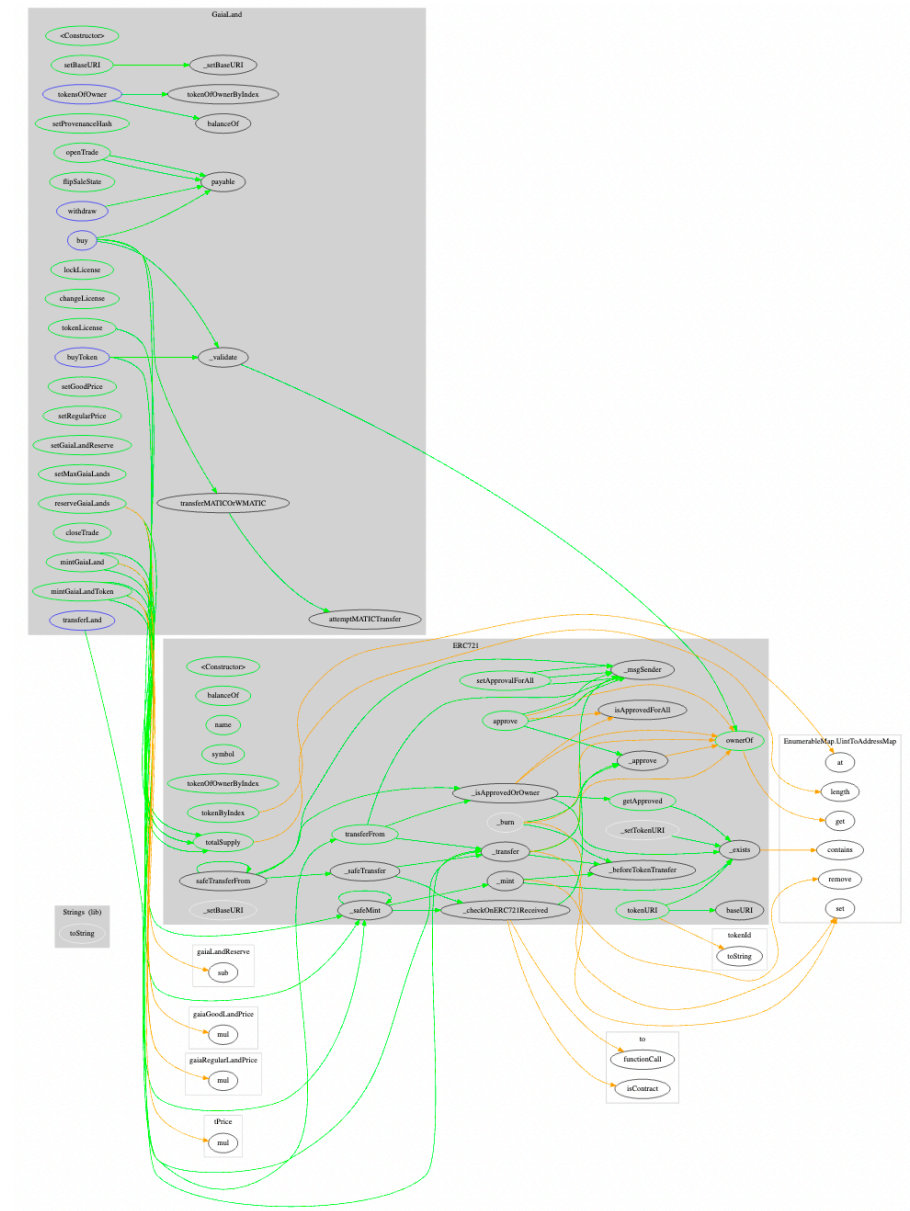 GaiaLand
<Constructor>
setBaseURI
_setBaseURI
tokensOfOwner
tokenOfOwnerByIndex
setProvenanceHash
balanceOf
openTrade
flipSaleState
payable
withdraw
buy
lockLicense
changeLicense
tokenLicense
buyToken
_validate
setGoodPrice
setRegularPrice
setGaiaLandReserve
setMaxGaiaLands
reserveGaiaLands
transferMATICOrWMATIC
closeTrade
mintGaiaLand
mintGaiaLandToken
transferLand
attemptMATICTransfer
ERC721
<Constructor>
_msgSender
setApprovalForAll
balanceOf
isApprovedForAll
name
approve
symbol
ownerOf
_approve
tokenOfOwnerByIndex
_isApprovedOrOwner
getApproved
tokenByIndex
_burn
_setTokenURI
totalSupply
transferFrom
_transfer
_exists
safeTransferFrom
_safeTransfer
_mint
_beforeTokenTransfer
_setBaseURI
_safeMint
_checkOnERC721Received
tokenURI
baseURI
EnumerableMap.UintToAddressMap
at
length
get
contains
remove
set
Strings (lib)
toString
tokenId
toString
gaiaLandReserve
sub
gaiaGoodLandPrice
mul
gaiaRegularLandPrice
mul
tPrice
mul
to
functionCall
isContract